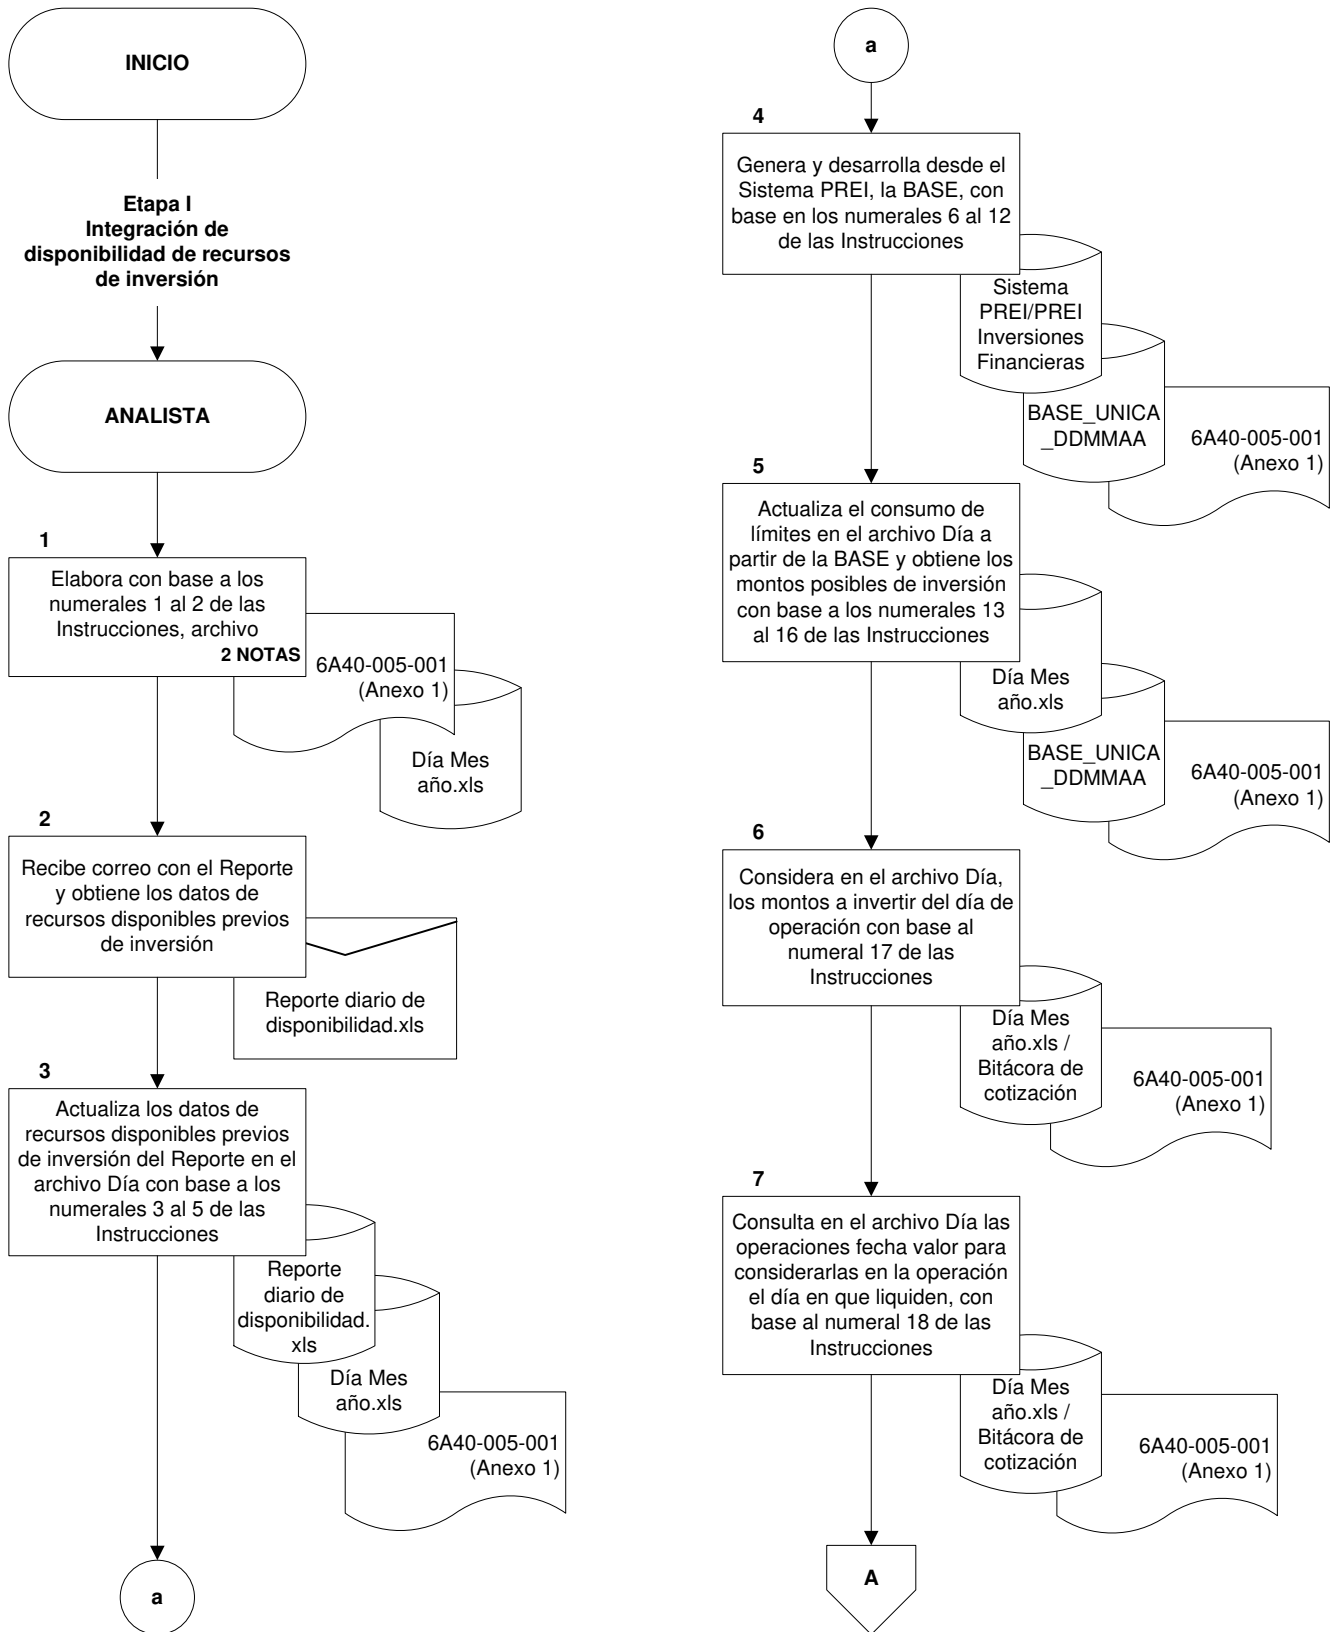 INICIO
Etapa I
Integración de
disponibilidad de recursos
de inversión
ANALISTA
1
Elabora con base a los
numerales 1 al 2 de las
Instrucciones, archivo
2 NOTAS
6A40-005-001
(Anexo 1)
Día Mes
año.xls
2
Recibe correo con el Reporte
y obtiene los datos de
recursos disponibles previos
de inversión
Reporte diario de
disponibilidad.xls
3
Actualiza los datos de
recursos disponibles previos
de inversión del Reporte en el
archivo Día con base a los
numerales 3 al 5 de las
Instrucciones
Reporte
diario de
disponibilidad.
xls
Día Mes
año.xls
6A40-005-001
(Anexo 1)
a
a
4
Genera y desarrolla desde el
Sistema PREI, la BASE, con
base en los numerales 6 al 12
de las Instrucciones
Sistema
PREI/PREI
Inversiones
Financieras
BASE_UNICA
_DDMMAA
6A40-005-001
(Anexo 1)
5
Actualiza el consumo de
límites en el archivo Día a
partir de la BASE y obtiene los
montos posibles de inversión
con base a los numerales 13
al 16 de las Instrucciones
Día Mes
año.xls
BASE_UNICA
_DDMMAA
6A40-005-001
(Anexo 1)
6
Considera en el archivo Día,
los montos a invertir del día de
operación con base al
numeral 17 de las
Instrucciones
Día Mes
año.xls /
Bitácora de
cotización
6A40-005-001
(Anexo 1)
7
Consulta en el archivo Día las
operaciones fecha valor para
considerarlas en la operación
el día en que liquiden, con
base al numeral 18 de las
Instrucciones
Día Mes
año.xls /
Bitácora de
cotización
6A40-005-001
(Anexo 1)
A